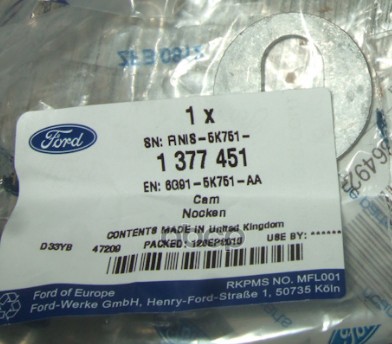 1 x
SN: RNIS-5K751-
Ford
1 377 451
EN: 6G91-5K751-AA
Cam
Nocken
CONTENTS MADE IN United Kingdom
D33YB 47209 PACKED: 12SEP2010 USE BY: ******
RKPMS NO. MFL001
Ford of Europe
Ford-Werke GmbH, Henry-Ford-Straße 1, 50735 Köln